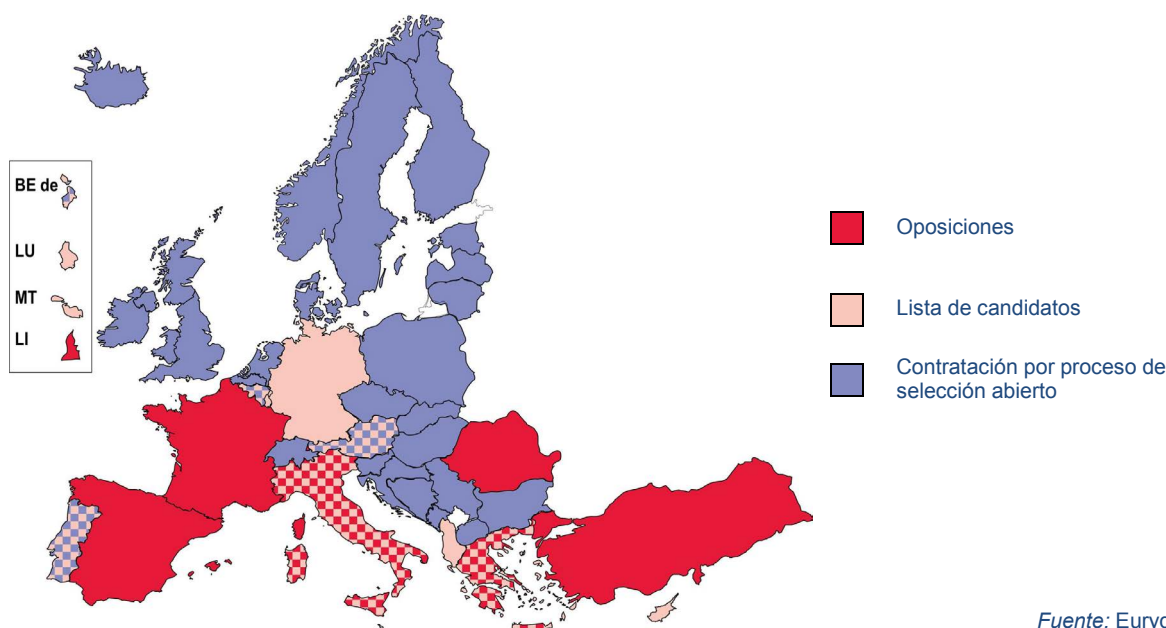 BE de
LU
MT
LI
Oposiciones
Lista de candidatos
Contratación por proceso de
selección abierto
Fuente: